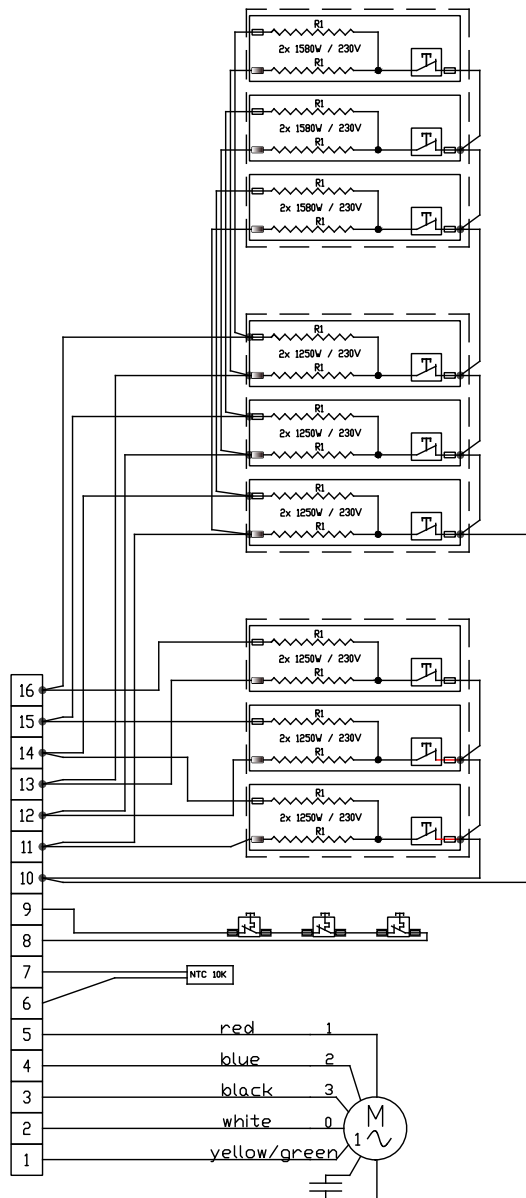 R1
2x 1580W / 230V
R1
R1
2x 1580W / 230V
R1
R1
2x 1580W / 230V
R1
R1
2x 1250W / 230V
R1
R1
2x 1250W / 230V
R1
R1
2x 1250W / 230V
R1
R1
2x 1250W / 230V
R1
R1
2x 1250W / 230V
R1
R1
2x 1250W / 230V
R1
16
15
14
13
12
11
10
9
8
7
NTC 10K
6
5 red 1
4 blue 2
3 black 3
2 white 0
1 yellow/green
M
1